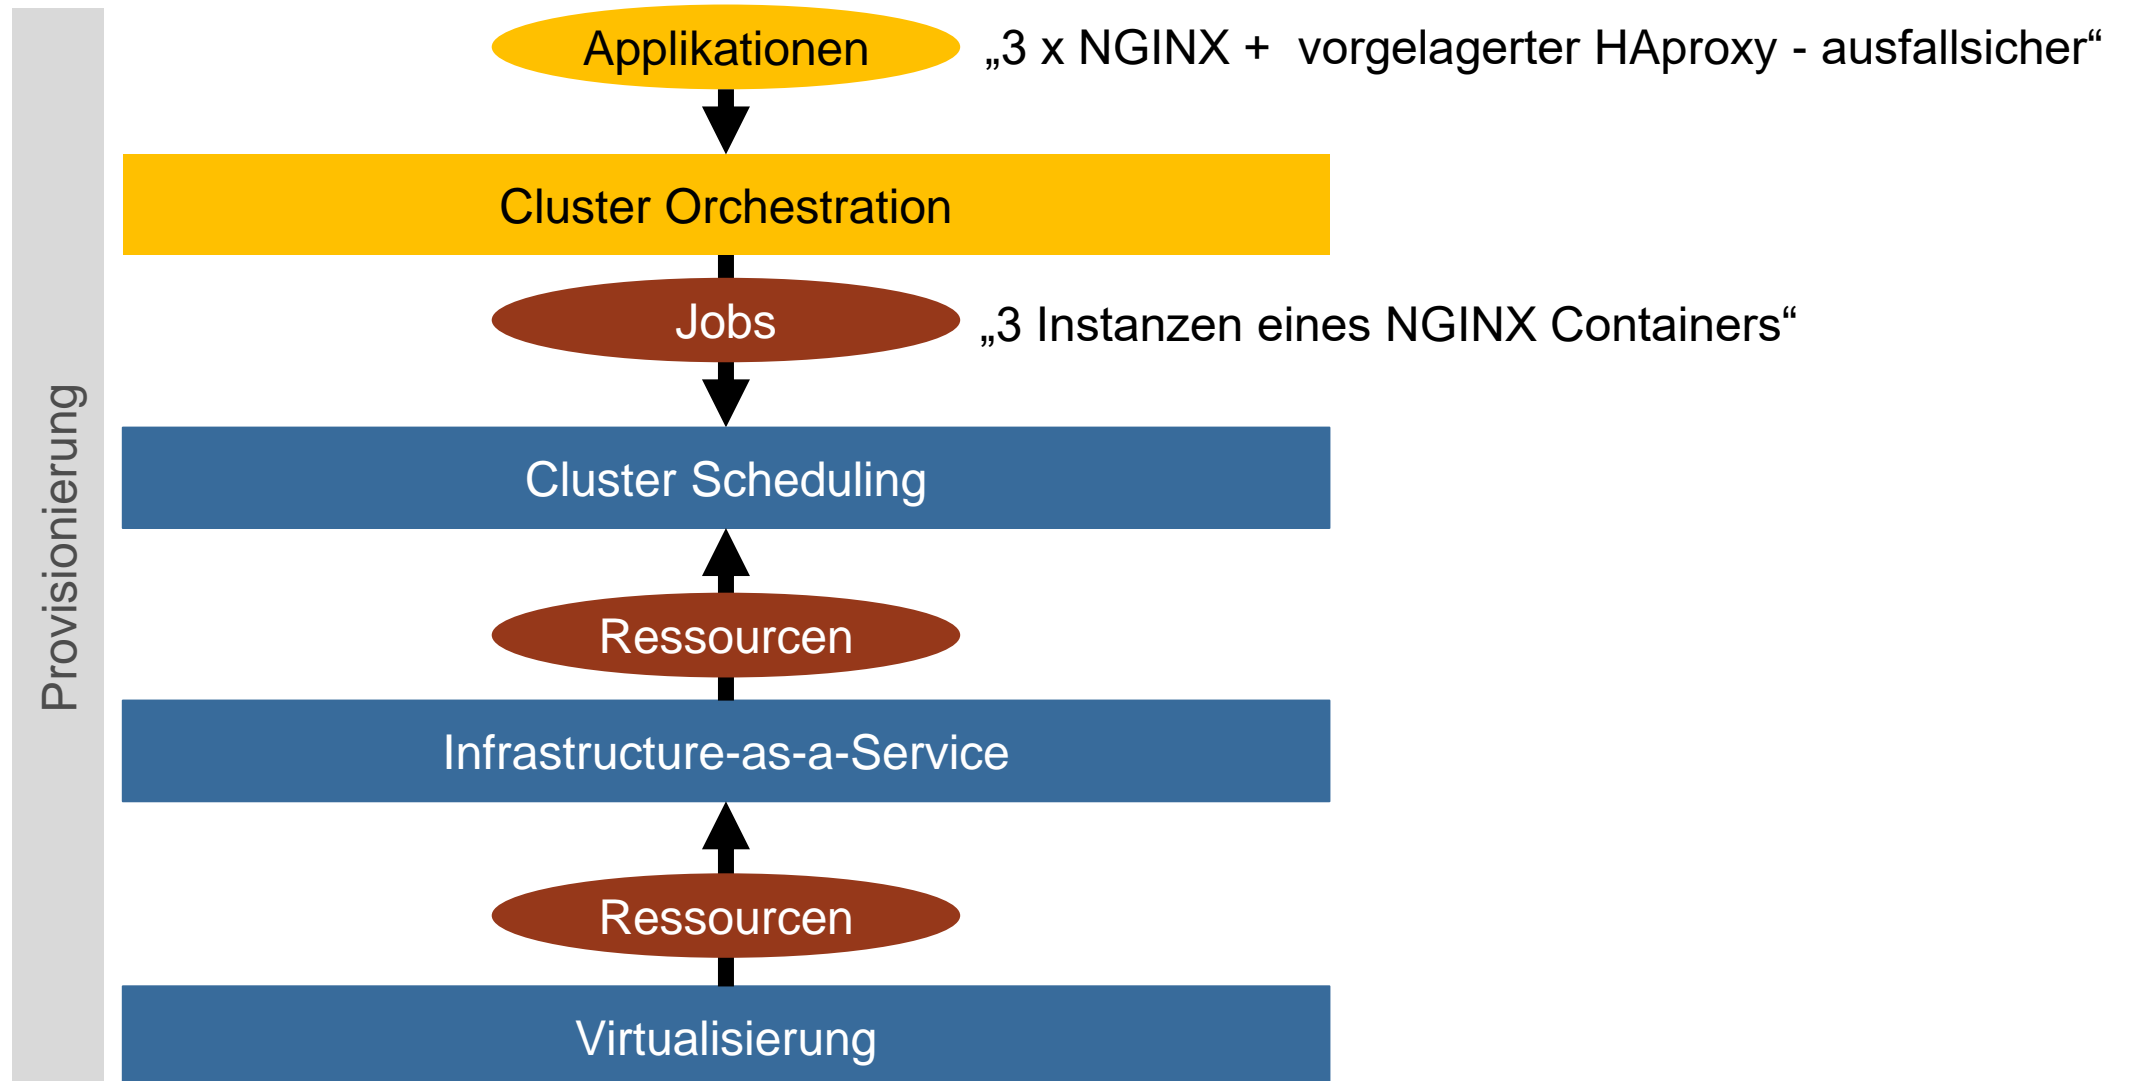 Provisionierung
Applikationen
„3 x NGINX + vorgelagerter HAproxy - ausfallsicher“
Cluster Orchestration
Jobs
„3 Instanzen eines NGINX Containers“
Cluster Scheduling
Ressourcen
Infrastructure-as-a-Service
Ressourcen
Virtualisierung